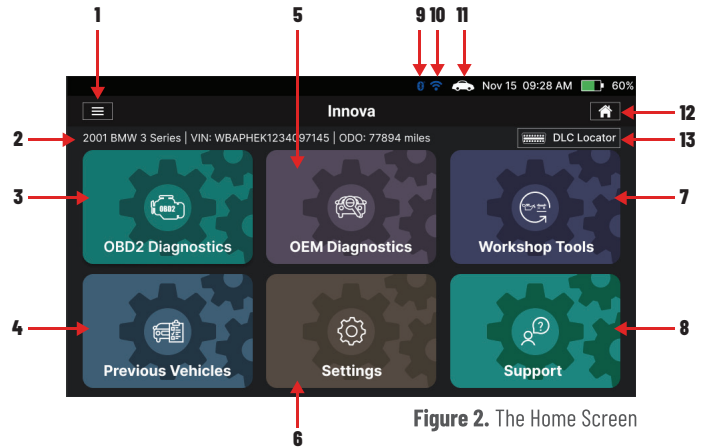 1 5 9 10 11
Nov 15 09:28 AM 60%
Innova
12
2 2001 BMW 3 Series | VIN: WBAPHEK1234097145 | ODO: 77894 miles DLC Locator 13
3 OBD2 7
OBD2 Diagnostics OEM Diagnostics Workshop Tools
4 ? 8
Previous Vehicles Settings Support
Figure 2. The Home Screen
6